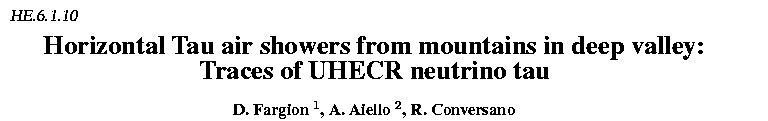 HE.6.1.10
Horizontal Tau air showers from mountains in deep valley:
Traces of UHECR neutrino tau
D. Fargion 1, A. Aiello 2, R. Conversano